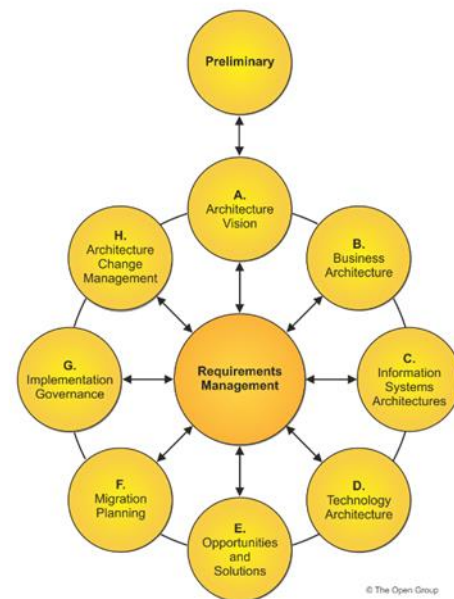 Preliminary
A.
Architecture
Vision
B.
Business
Architecture
C.
Information
Systems
Architectures
D.
Technology
Architecture
E.
Opportunities
and
Solutions
F.
Migration
Planning
G.
Implementation
Governance
H.
Architecture
Change
Management
Requirements
Management
© The Open Group